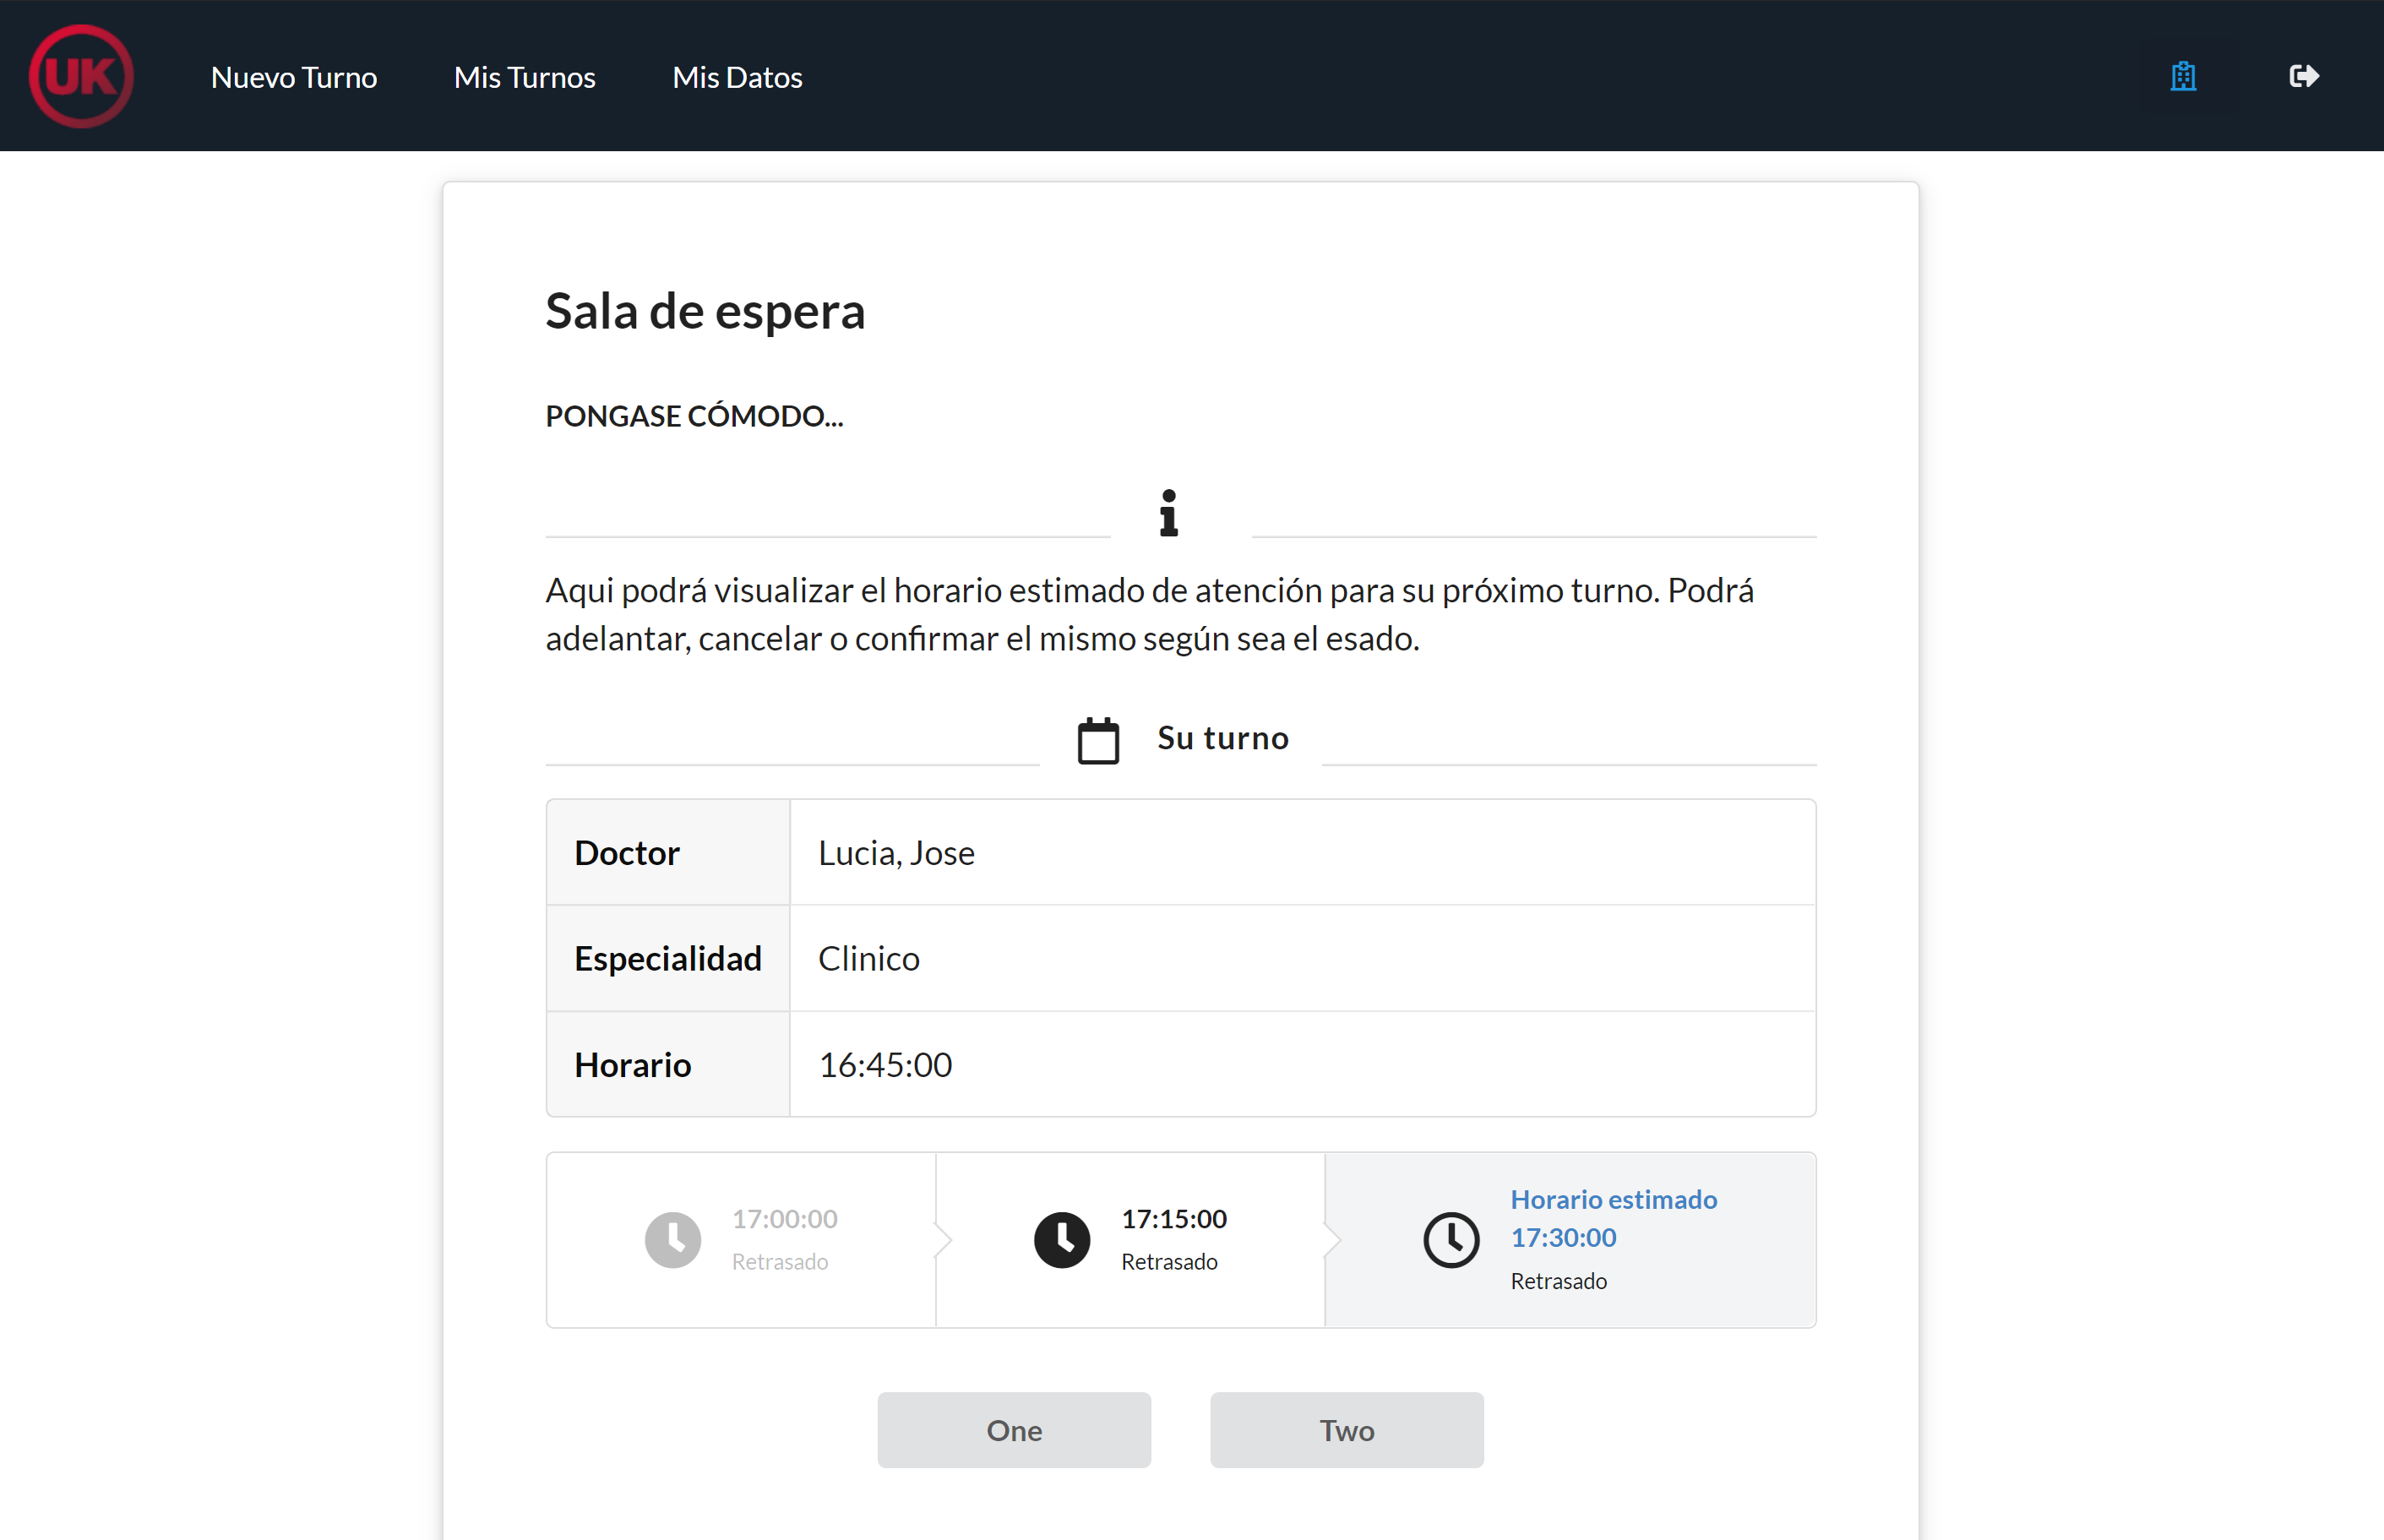 UK
Nuevo Turno
Mis Turnos
Mis Datos
Sala de espera
PONGASE CÓMODO...
Aqui podrá visualizar el horario estimado de atención para su próximo turno. Podrá
adelantar, cancelar o confirmar el mismo según sea el esado.
Su turno
Doctor
Lucia, Jose
Especialidad
Clinico
Horario
16:45:00
17:00:00
Retrasado
17:15:00
Retrasado
Horario estimado
17:30:00
Retrasado
One
Two